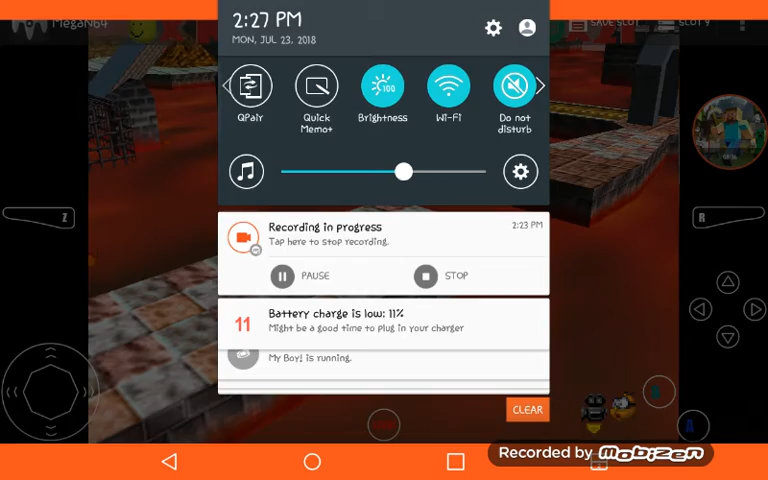 2:27 PM
MON, JUL 23, 2018
MegaN64
SAVE SLOT
SLOT 9
100
QPair
Quick Memo+
Brightness
Wi-Fi
Do not disturb
Recording in progress
2:23 PM
Tap here to stop recording.
PAUSE
STOP
11
Battery charge is low: 11%
Might be a good time to plug in your charger
My Boy! is running.
CLEAR
Z
R
A
Recorded by Mobizen